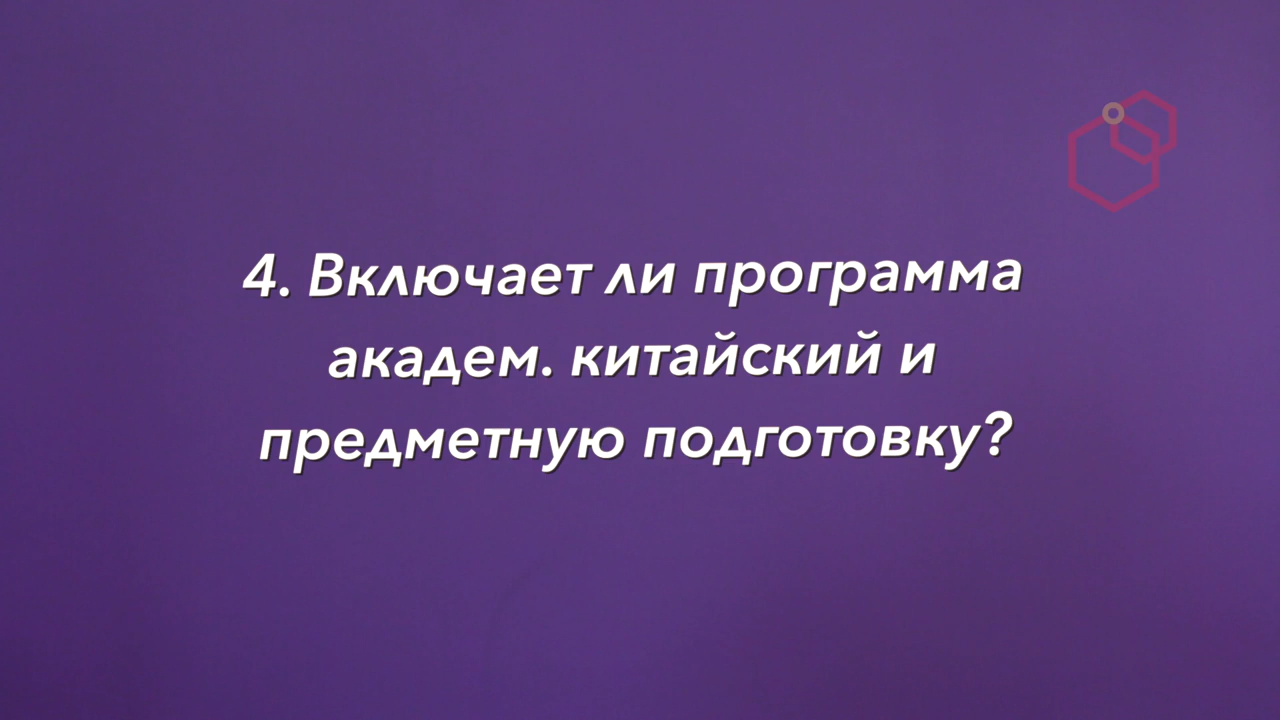 4. Включает ли программа
академ. китайский и
предметную подготовку?